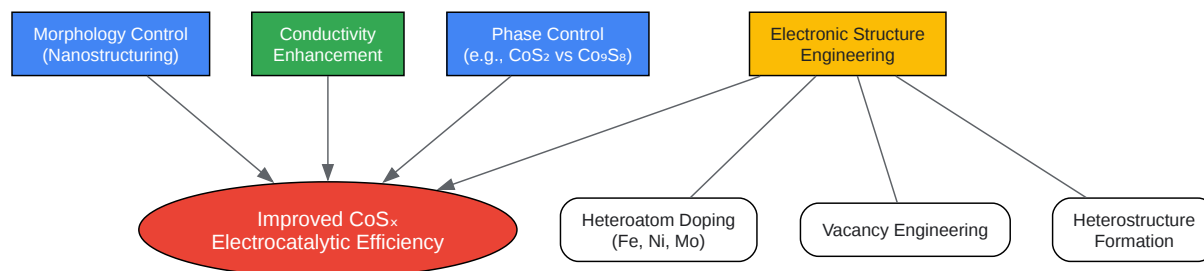 Morphology Control
(Nanostructuring)
Conductivity
Enhancement
Phase Control
(e.g., CoS₂ vs Co₉S₈)
Electronic Structure
Engineering
Improved CoSₓ
Electrocatalytic Efficiency
Heteroatom Doping
(Fe, Ni, Mo)
Vacancy Engineering
Heterostructure
Formation